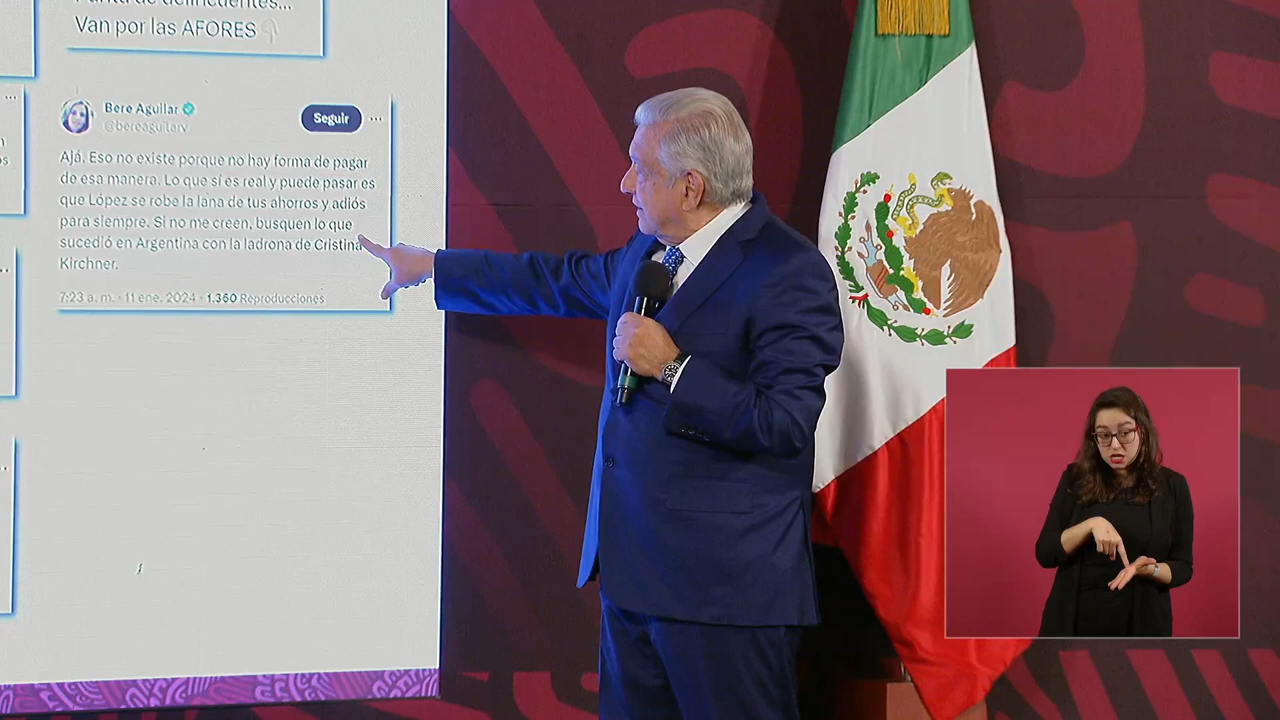 Van por las AFORES
Bere Aguilar
@bereaguilarv
Seguir
Ajá. Eso no existe porque no hay forma de pagar
de esa manera. Lo que sí es real y puede pasar es
que López se robe la lana de tus ahorros y adiós
para siempre. Si no me creen, busquen lo que
sucedió en Argentina con la ladrona de Cristina
Kirchner.
7:23 a. m. · 11 ene. 2024 · 1.360 Reproducciones